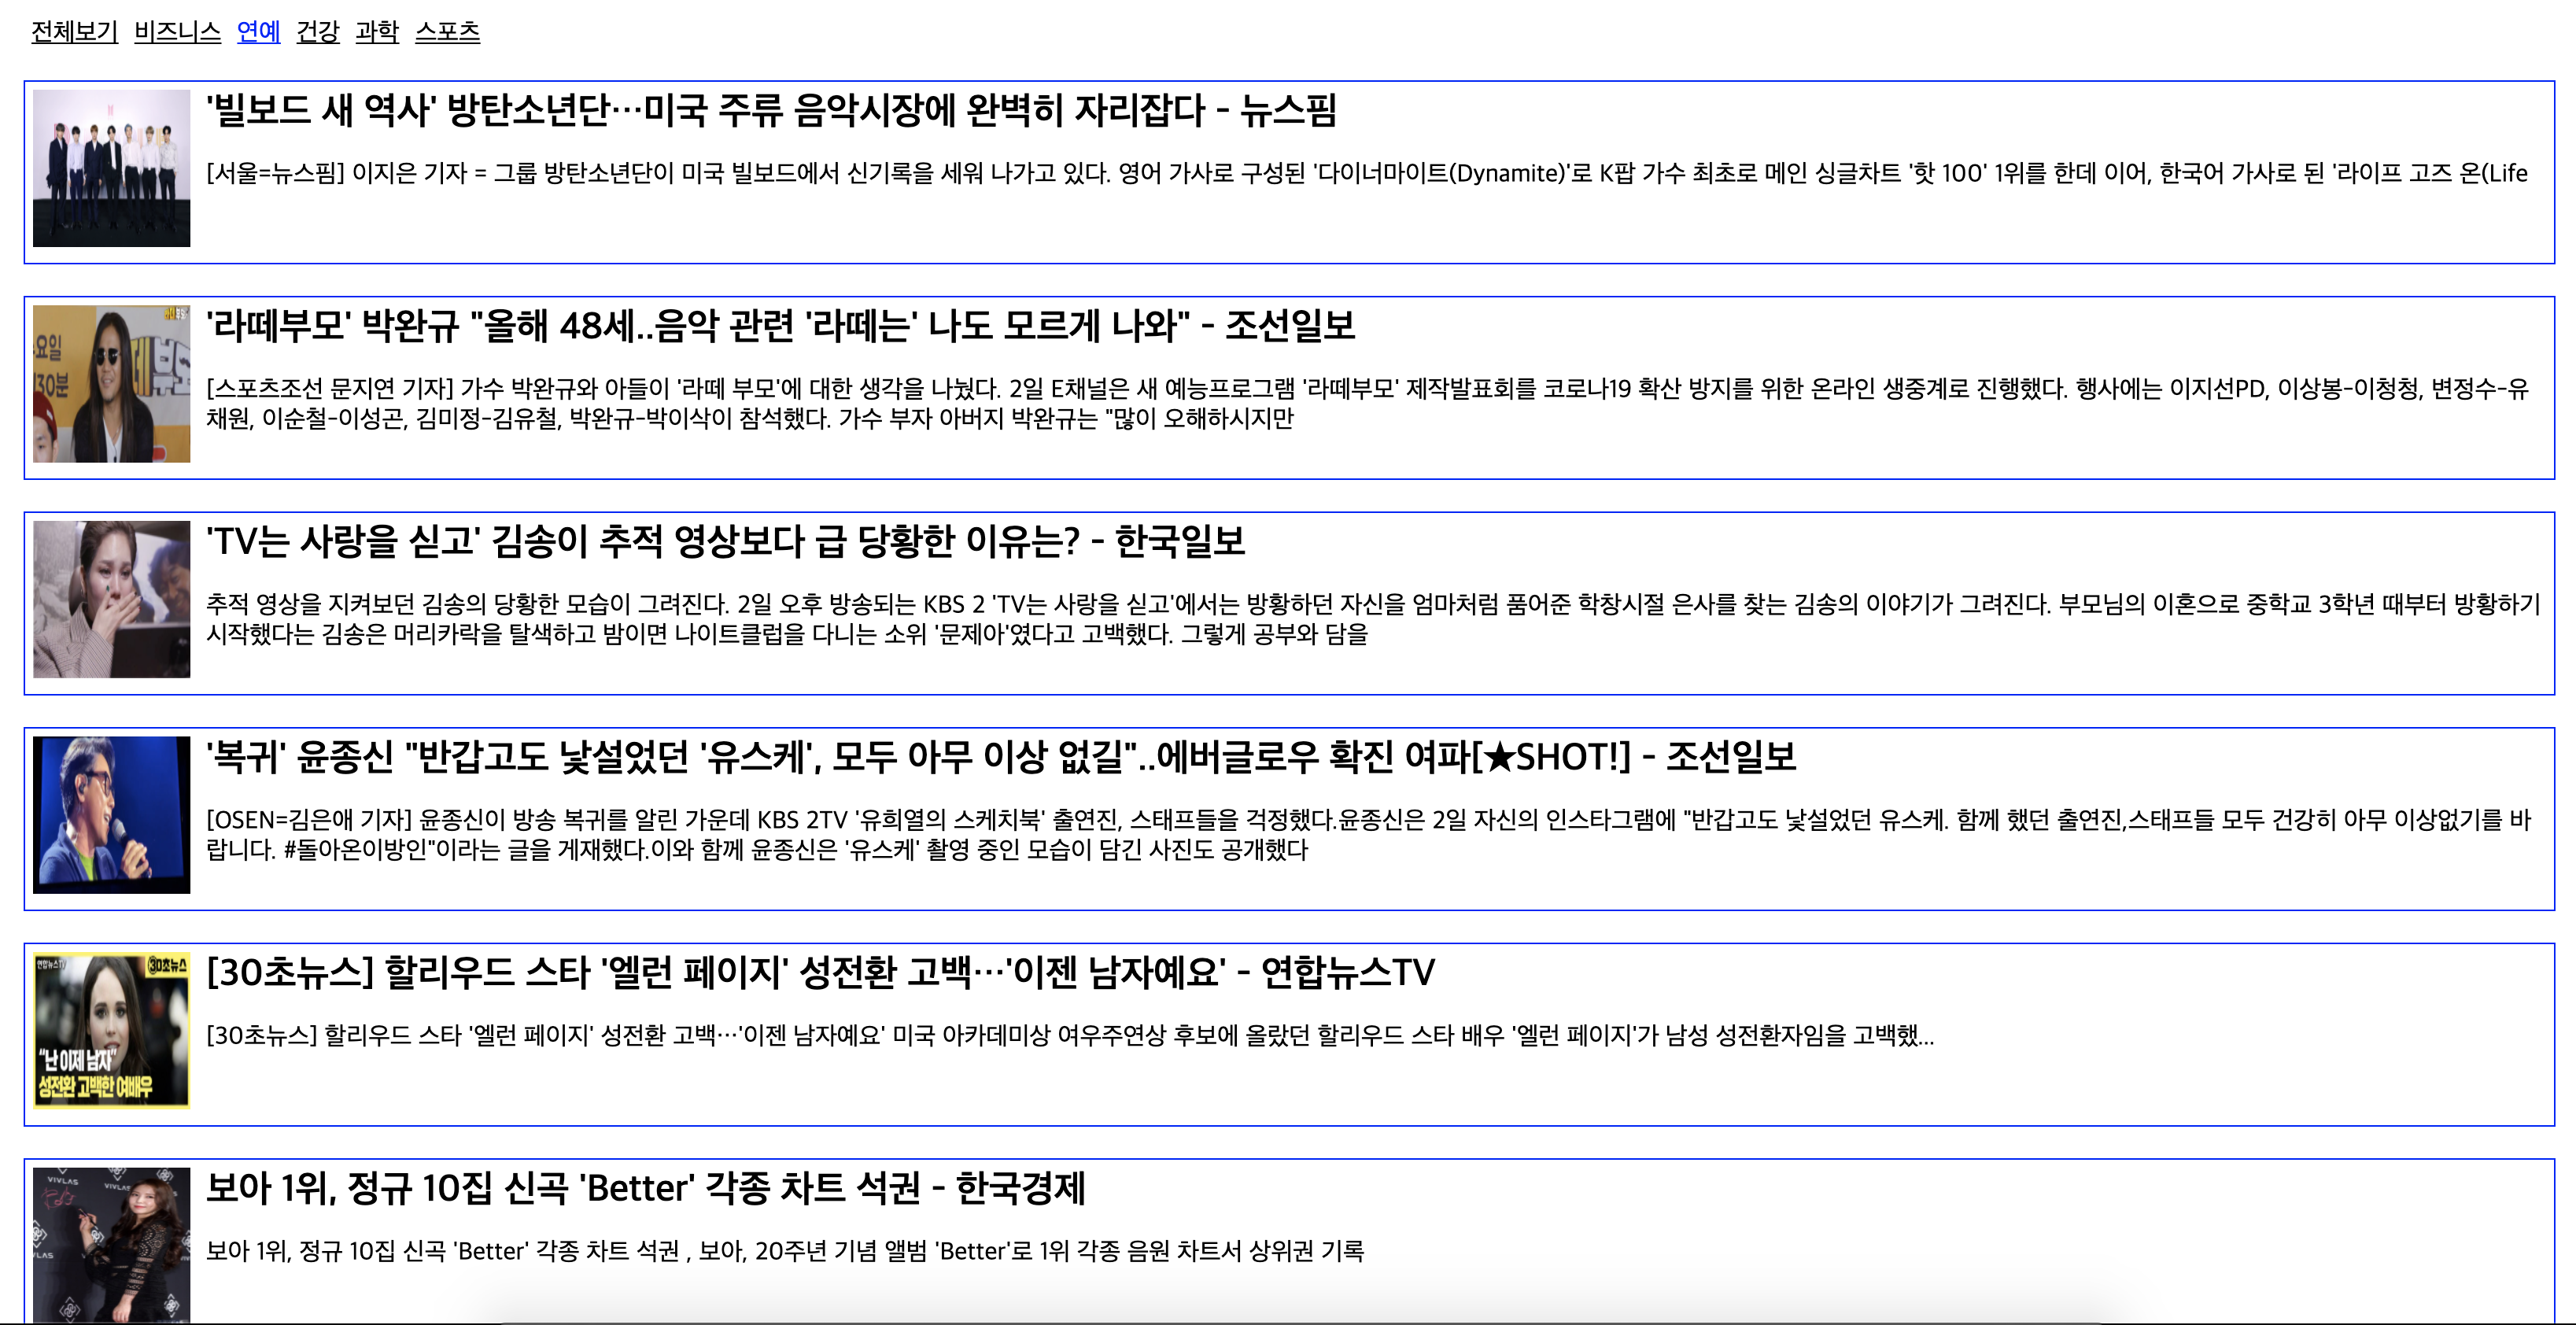 전체보기 비즈니스 연예 건강 과학 스포츠
'빌보드 새 역사' 방탄소년단…미국 주류 음악시장에 완벽히 자리잡다 - 뉴스핌
[서울=뉴스핌] 이지은 기자 = 그룹 방탄소년단이 미국 빌보드에서 신기록을 세워 나가고 있다. 영어 가사로 구성된 '다이너마이트(Dynamite)'로 K팝 가수 최초로 메인 싱글차트 '핫 100' 1위를 한데 이어, 한국어 가사로 된 '라이프 고즈 온(Life
요일
30분
'라떼부모' 박완규 "올해 48세..음악 관련 '라떼는' 나도 모르게 나와" - 조선일보
[스포츠조선 문지연 기자] 가수 박완규와 아들이 '라떼 부모'에 대한 생각을 나눴다. 2일 E채널은 새 예능프로그램 '라떼부모' 제작발표회를 코로나19 확산 방지를 위한 온라인 생중계로 진행했다. 행사에는 이지선PD, 이상봉-이청청, 변정수-유
채원, 이순철-이성곤, 김미정-김유철, 박완규-박이삭이 참석했다. 가수 부자 아버지 박완규는 "많이 오해하시지만
'TV는 사랑을 싣고' 김송이 추적 영상보다 급 당황한 이유는? - 한국일보
추적 영상을 지켜보던 김송의 당황한 모습이 그려진다. 2일 오후 방송되는 KBS 2 'TV는 사랑을 싣고'에서는 방황하던 자신을 엄마처럼 품어준 학창시절 은사를 찾는 김송의 이야기가 그려진다. 부모님의 이혼으로 중학교 3학년 때부터 방황하기
시작했다는 김송은 머리카락을 탈색하고 밤이면 나이트클럽을 다니는 소위 '문제아'였다고 고백했다. 그렇게 공부와 담을
'복귀' 윤종신 "반갑고도 낯설었던 '유스케', 모두 아무 이상 없길"..에버글로우 확진 여파[★SHOT!] - 조선일보
[OSEN=김은애 기자] 윤종신이 방송 복귀를 알린 가운데 KBS 2TV '유희열의 스케치북' 출연진, 스태프들을 걱정했다.윤종신은 2일 자신의 인스타그램에 "반갑고도 낯설었던 유스케. 함께 했던 출연진,스태프들 모두 건강히 아무 이상없기를 바
랍니다. #돌아온이방인"이라는 글을 게재했다.이와 함께 윤종신은 '유스케' 촬영 중인 모습이 담긴 사진도 공개했다
연합뉴스TV 30초뉴스
"난 이제 남자"
성전환 고백한 여배우
[30초뉴스] 할리우드 스타 '엘런 페이지' 성전환 고백…'이젠 남자예요' - 연합뉴스TV
[30초뉴스] 할리우드 스타 '엘런 페이지' 성전환 고백…'이젠 남자예요' 미국 아카데미상 여우주연상 후보에 올랐던 할리우드 스타 배우 '엘런 페이지'가 남성 성전환자임을 고백했...
VIVLAS VIVLAS
보아 1위, 정규 10집 신곡 'Better' 각종 차트 석권 - 한국경제
보아 1위, 정규 10집 신곡 'Better' 각종 차트 석권 , 보아, 20주년 기념 앨범 'Better'로 1위 각종 음원 차트서 상위권 기록